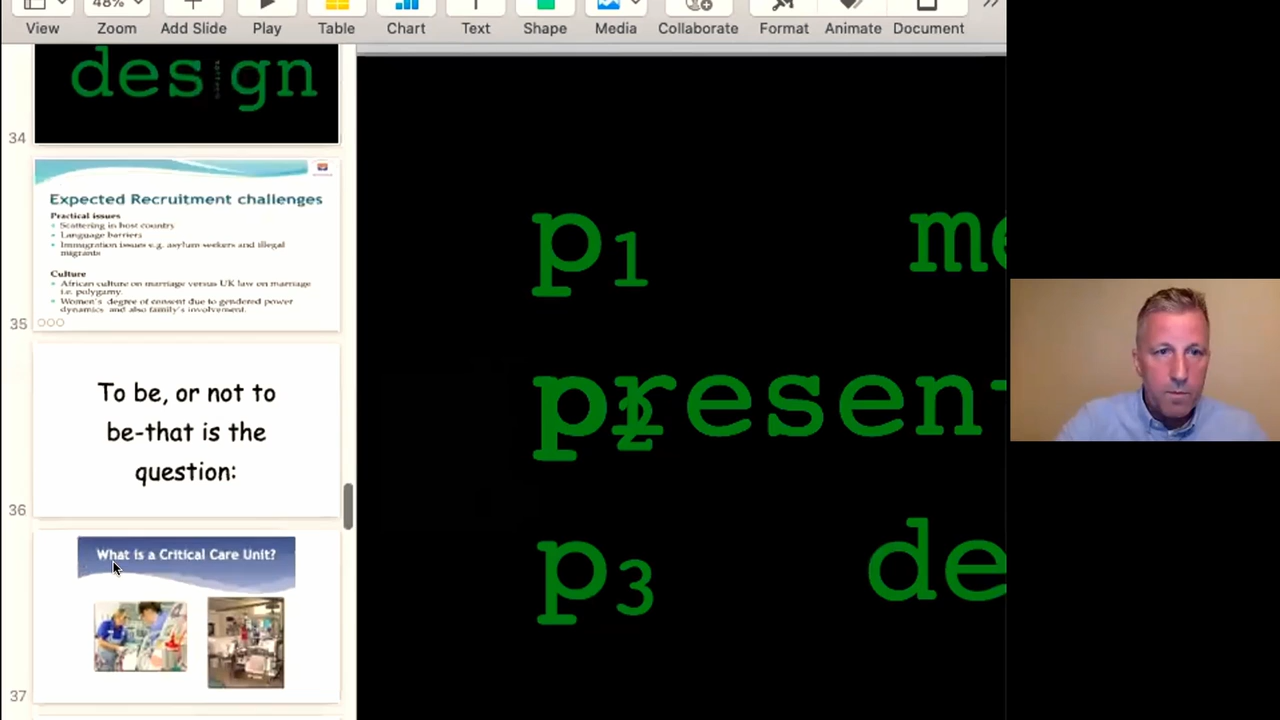 48%
View Zoom Add Slide Play Table Chart Text Shape Media Collaborate Format Animate Document
design
34
Expected Recruitment challenges
Practical issues
Scattering in host country
Language barriers
Immigration issues e.g. asylum seekers and illegal
migrants
Culture
African culture on marriage versus UK law on marriage
i.e. polygamy.
Women's degree of consent due to gendered power
dynamics and also family's involvement.
35
To be, or not to
be-that is the
question:
36
What is a Critical Care Unit?
37
p1 me
p2
present
p3 de